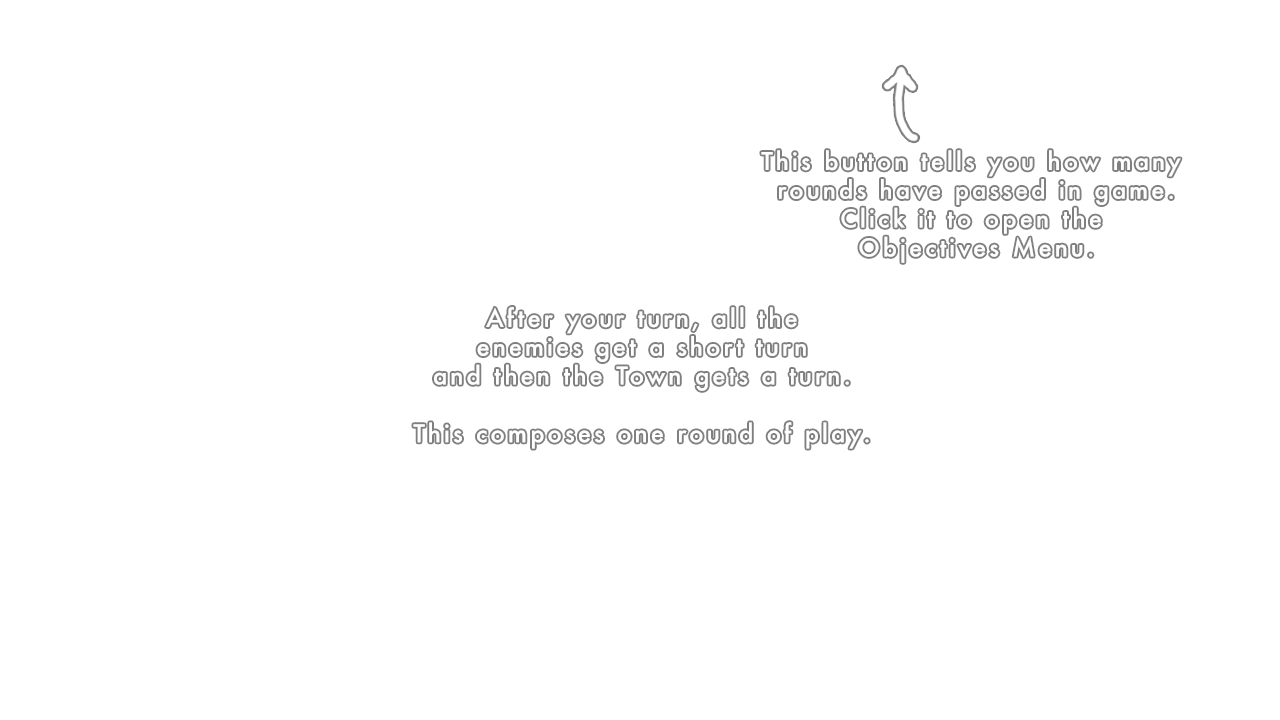 This button tells you how many
rounds have passed in game.
Click it to open the
Objectives Menu.
After your turn, all the
enemies get a short turn
and then the Town gets a turn.
This composes one round of play.